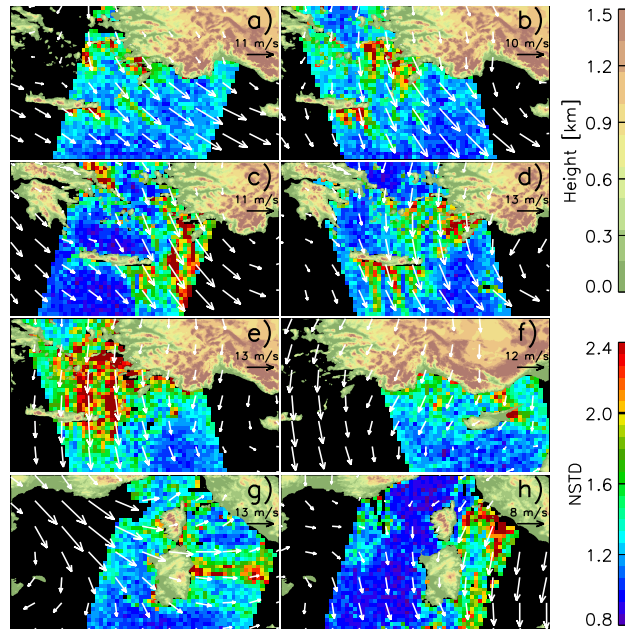 a)
11 m/s
b)
10 m/s
c)
11 m/s
d)
13 m/s
e)
13 m/s
f)
12 m/s
g)
13 m/s
h)
8 m/s
1.5
1.2
0.9
0.6
0.3
0.0
Height [km]
2.4
2.0
1.6
1.2
0.8
NSTD